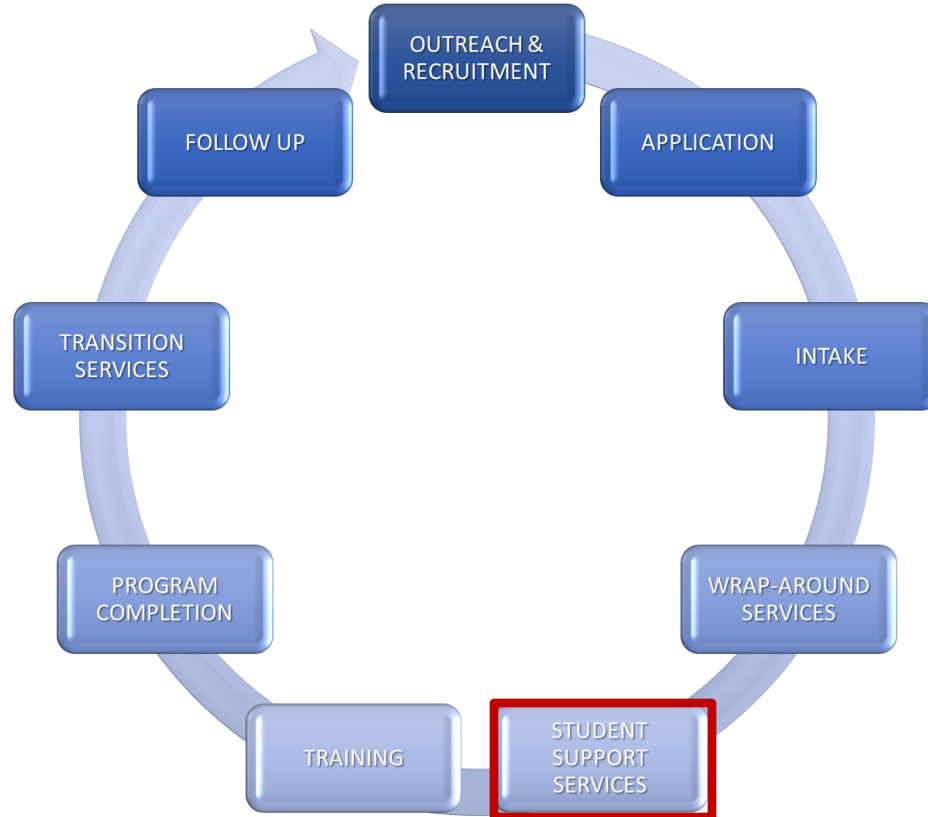 OUTREACH &
RECRUITMENT
APPLICATION
INTAKE
WRAP-AROUND
SERVICES
STUDENT
SUPPORT
SERVICES
TRAINING
PROGRAM
COMPLETION
TRANSITION
SERVICES
FOLLOW UP